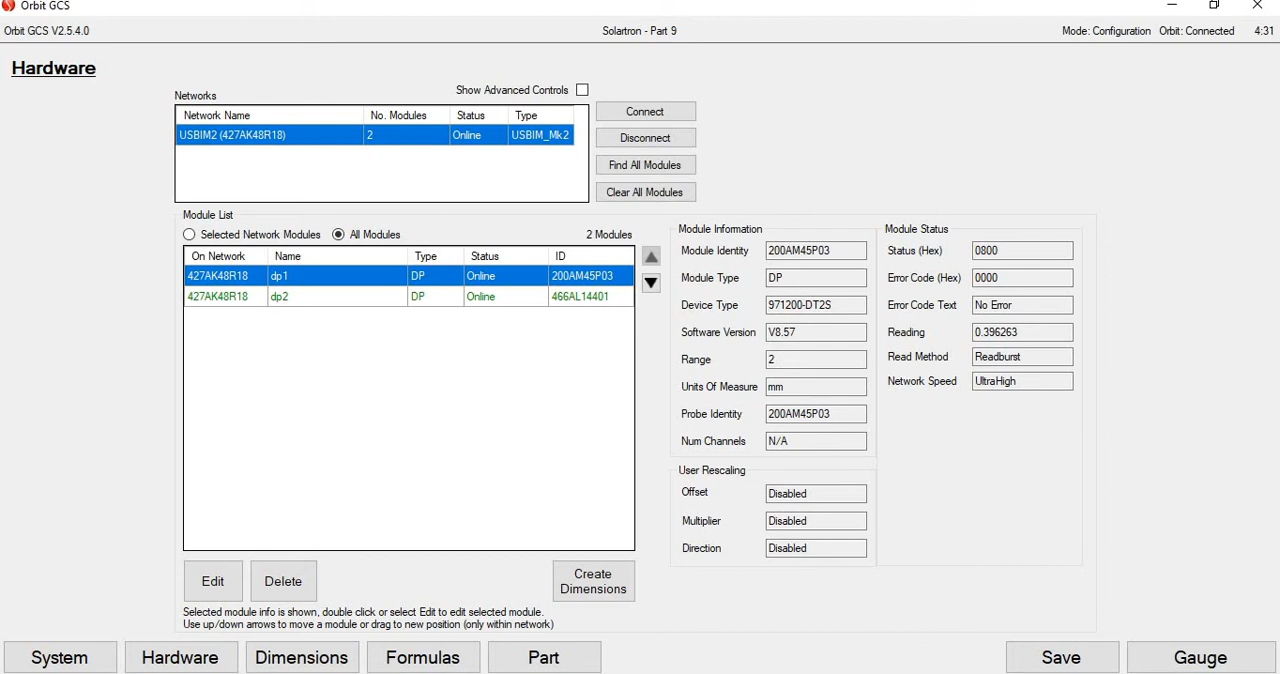 Orbit GCS
Orbit GCS V2.5.4.0 Solartron - Part 9 Mode: Configuration Orbit: Connected 4:31
Hardware
Show Advanced Controls
Networks
Network Name No. Modules Status Type
USBIM2 (427AK48R18) 2 Online USBIM_Mk2
Connect
Disconnect
Find All Modules
Clear All Modules
Module List
Selected Network Modules All Modules 2 Modules
On Network Name Type Status ID
427AK48R18 dp1 DP Online 200AM45P03
427AK48R18 dp2 DP Online 466AL14401
Edit Delete Create Dimensions
Selected module info is shown, double click or select Edit to edit selected module.
Use up/down arrows to move a module or drag to new position (only within network)
Module Information
Module Identity 200AM45P03
Module Type DP
Device Type 971200-DT2S
Software Version V8.57
Range 2
Units Of Measure mm
Probe Identity 200AM45P03
Num Channels N/A
User Rescaling
Offset Disabled
Multiplier Disabled
Direction Disabled
Module Status
Status (Hex) 0800
Error Code (Hex) 0000
Error Code Text No Error
Reading 0.396263
Read Method Readburst
Network Speed UltraHigh
System Hardware Dimensions Formulas Part Save Gauge